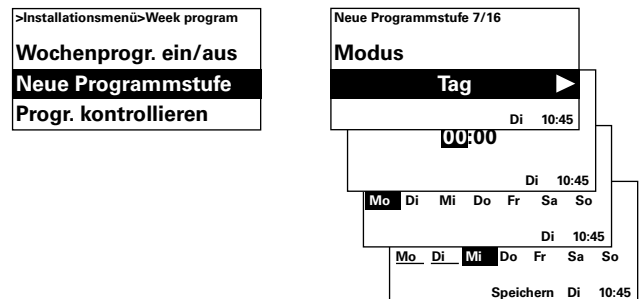 >Installationsmenü>Week program
Wochenprogr. ein/aus
Neue Programmstufe
Progr. kontrollieren
Neue Programmstufe 7/16
Modus
Tag
Di 10:45
00:00
Di 10:45
Mo Di Mi Do Fr Sa So
Di 10:45
Mo Di Mi Do Fr Sa So
Speichern Di 10:45